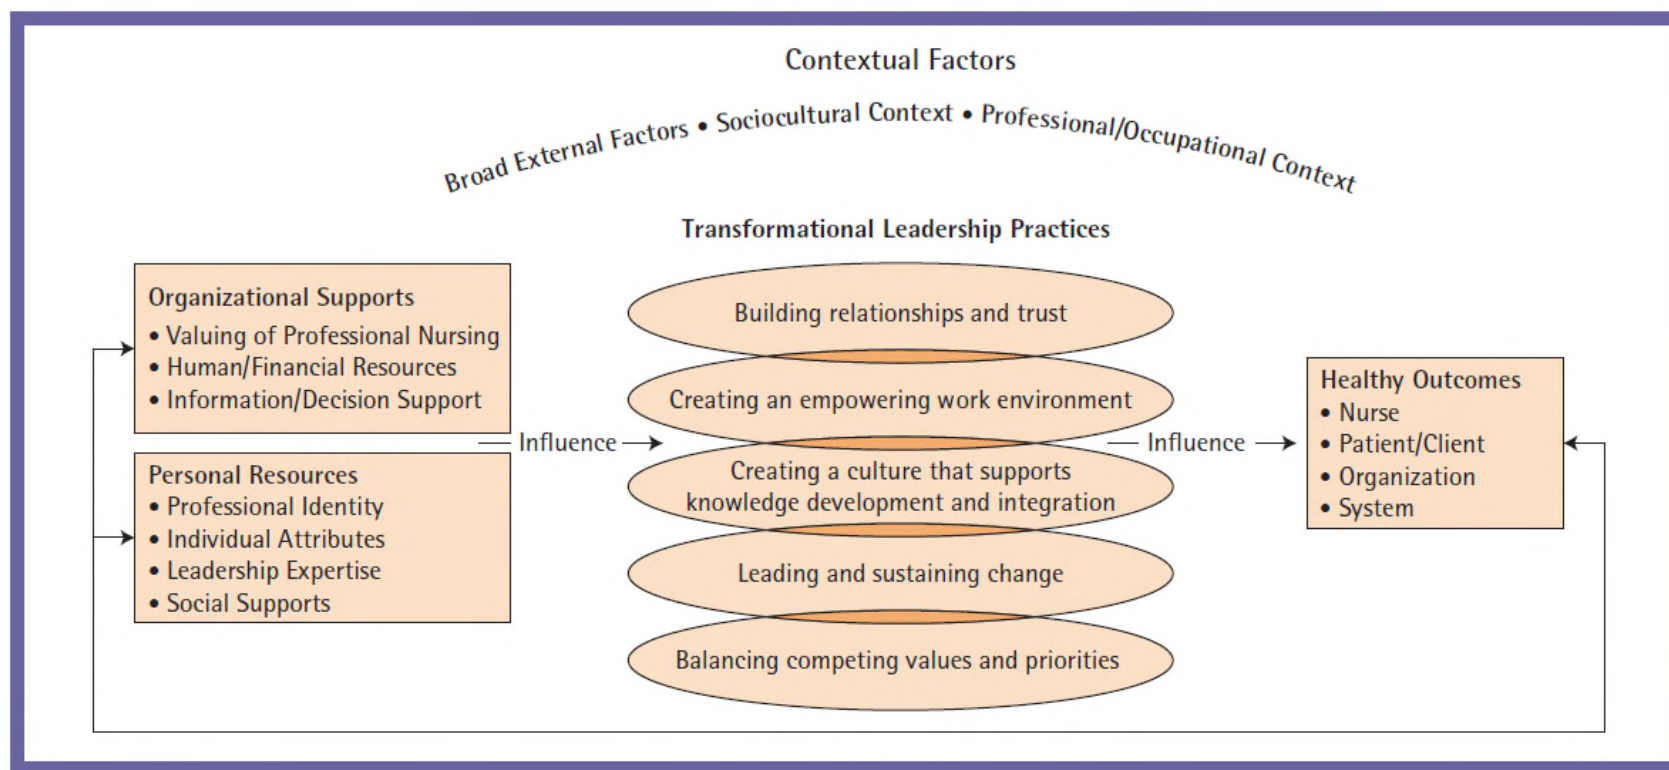 Contextual Factors
Broad External Factors • Sociocultural Context • Professional/Occupational Context
Transformational Leadership Practices
Organizational Supports
• Valuing of Professional Nursing
• Human/Financial Resources
• Information/Decision Support
Personal Resources
• Professional Identity
• Individual Attributes
• Leadership Expertise
• Social Supports
Influence
Building relationships and trust
Creating an empowering work environment
Creating a culture that supports
knowledge development and integration
Leading and sustaining change
Balancing competing values and priorities
Influence
Healthy Outcomes
• Nurse
• Patient/Client
• Organization
• System